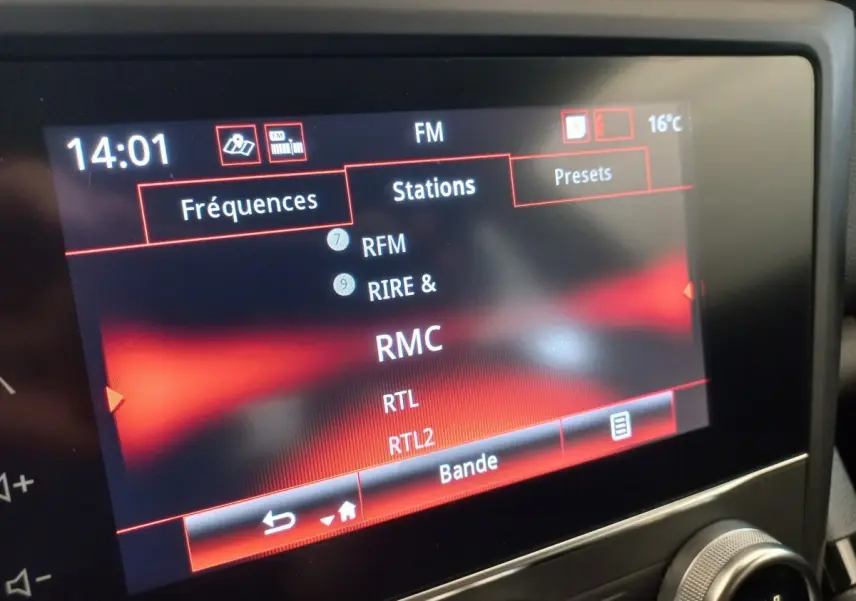 14:01 FM 16°C
Fréquences Stations Presets
7 RFM
9 RIRE &
RMC
RTL
RTL2
Bande